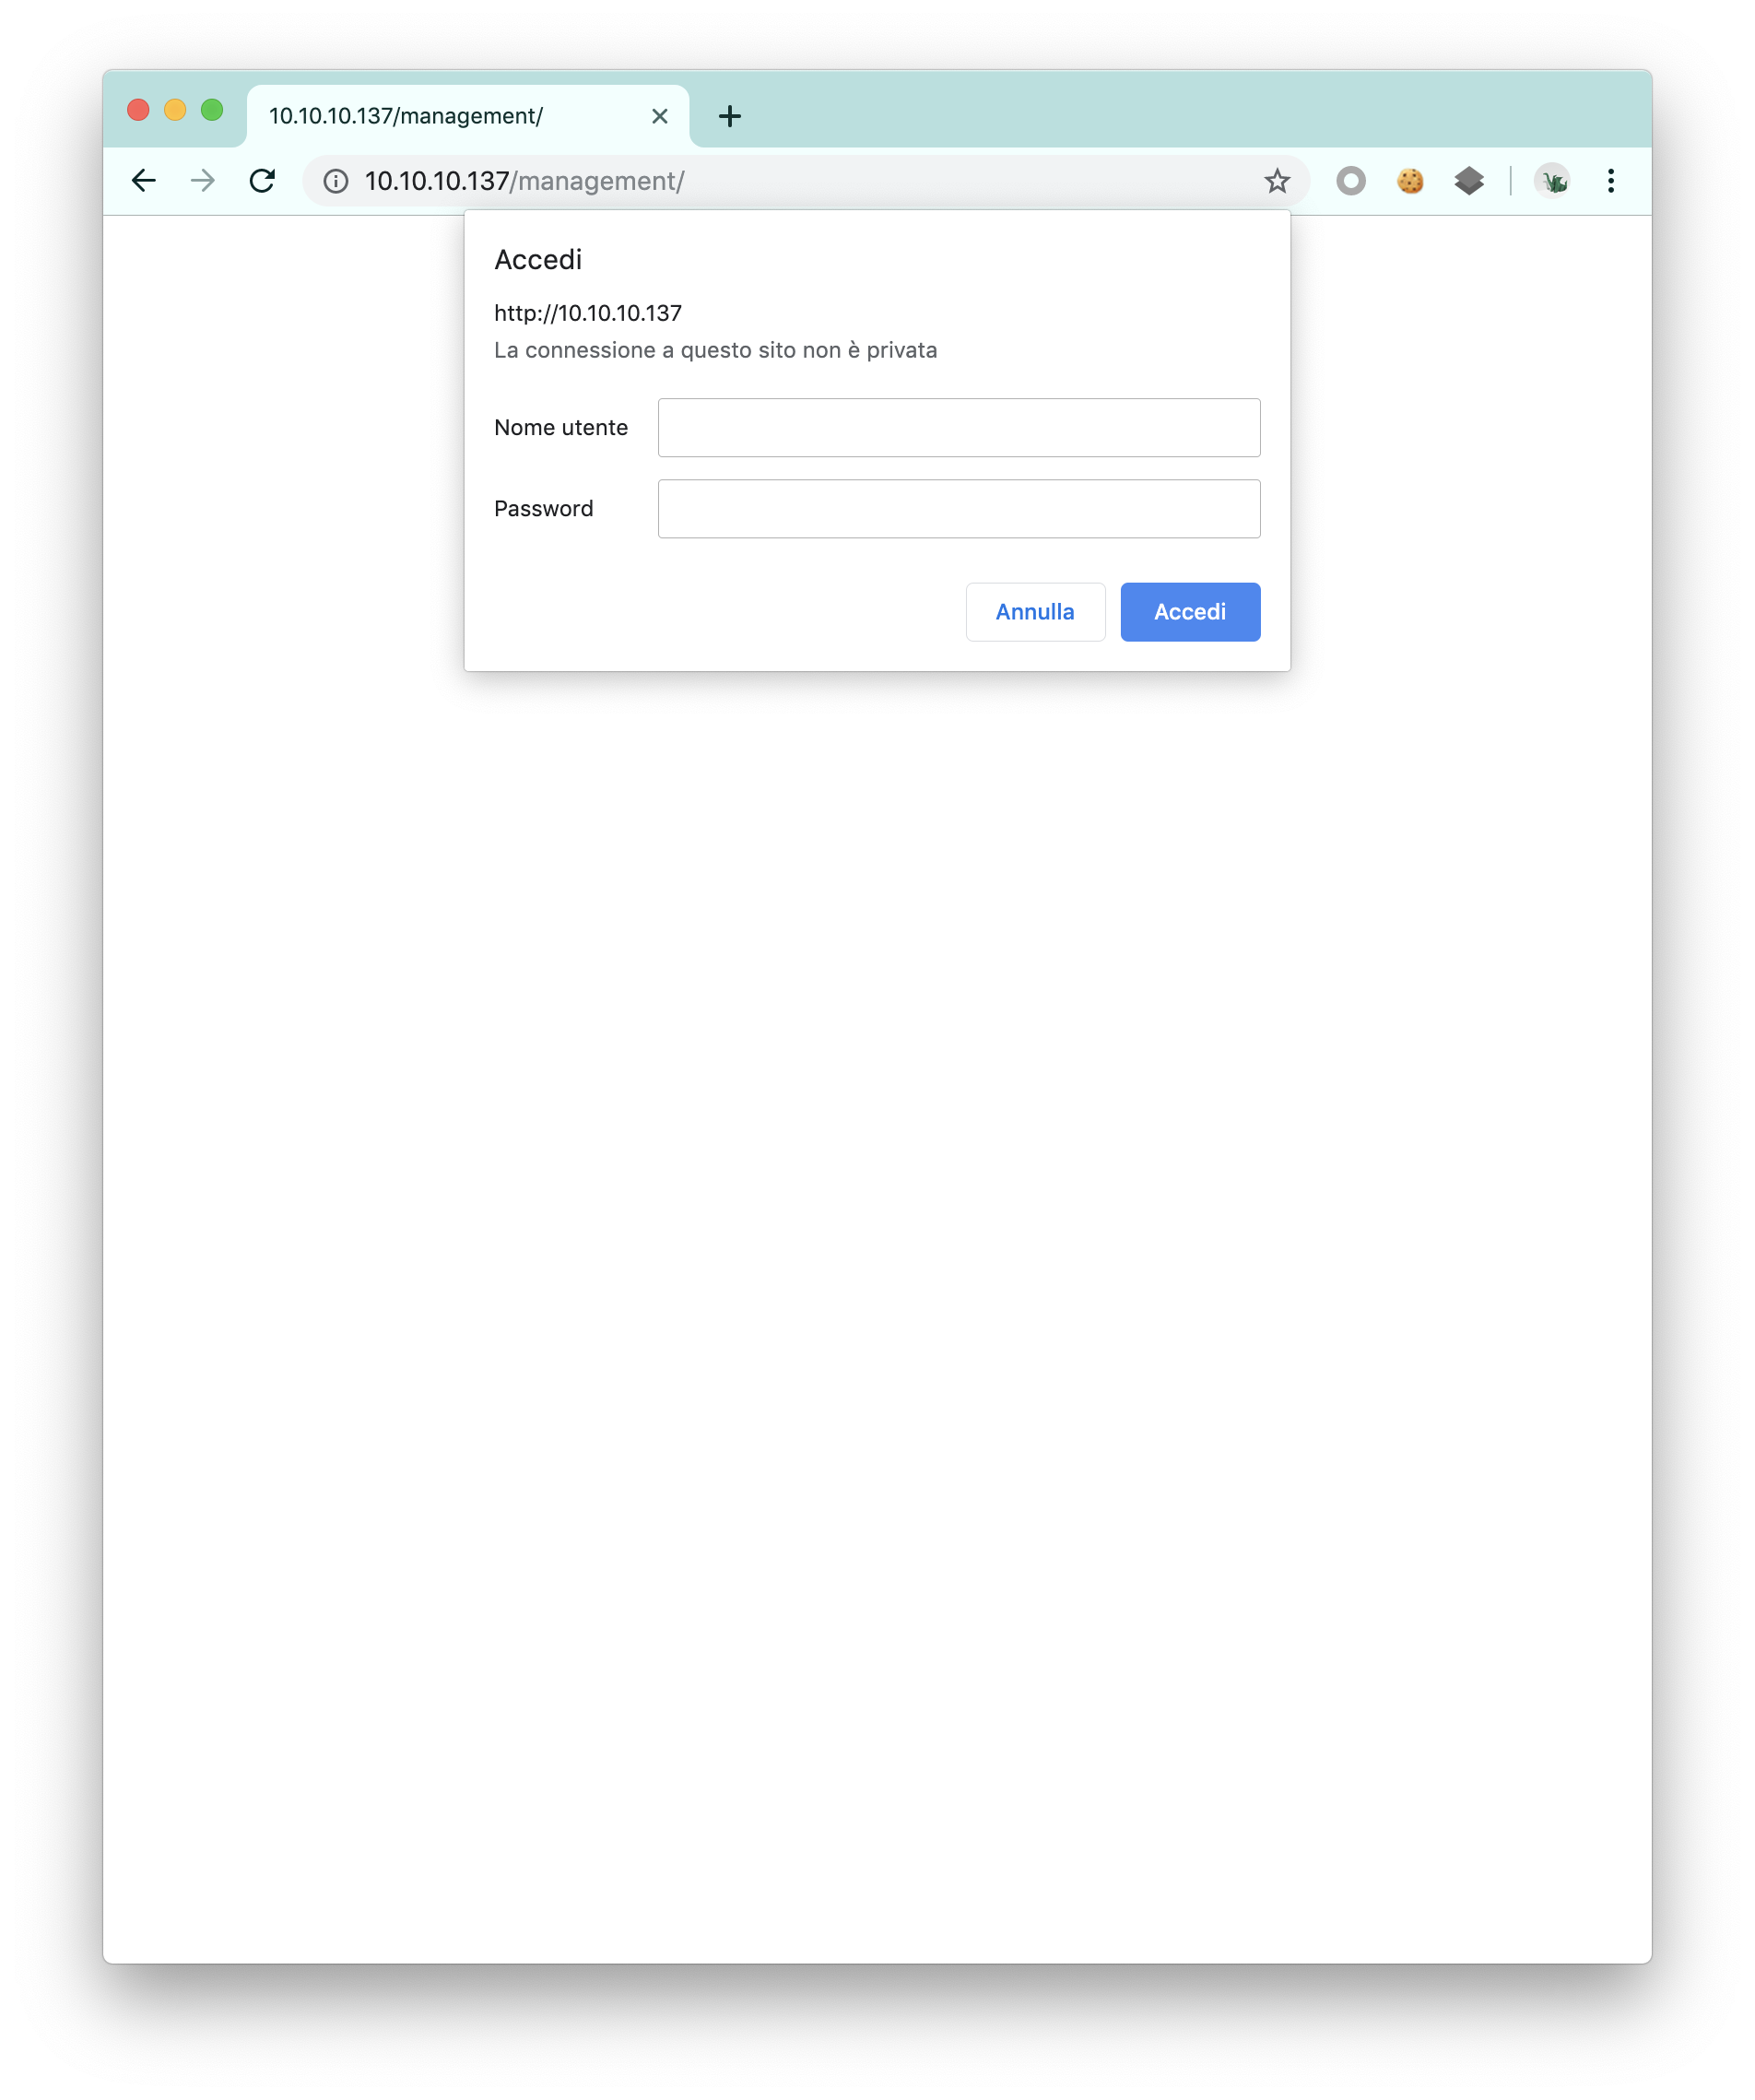 10.10.10.137/management/
10.10.10.137/management/
Accedi
http://10.10.10.137
La connessione a questo sito non è privata
Nome utente
Password
Annulla Accedi